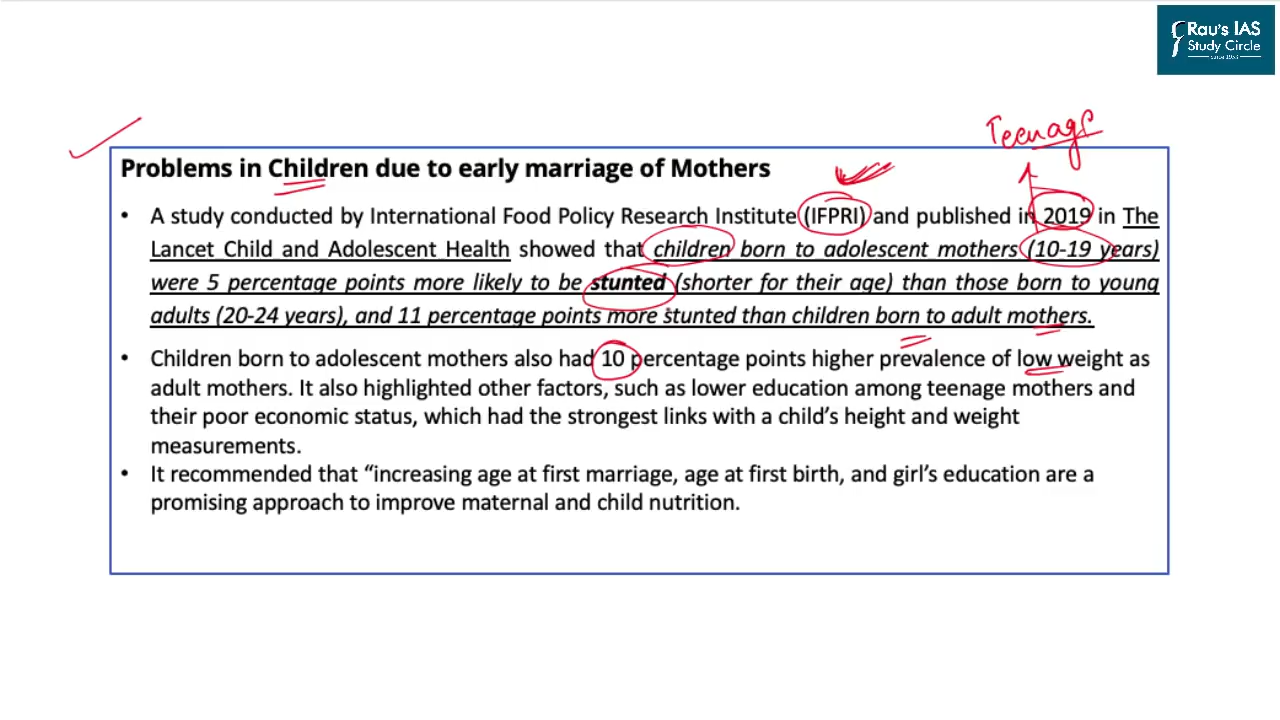 Rau's IAS
Study Circle
SINCE 1953
Teenage
Problems in Children due to early marriage of Mothers
• A study conducted by International Food Policy Research Institute (IFPRI) and published in 2019 in The
Lancet Child and Adolescent Health showed that children born to adolescent mothers (10-19 years)
were 5 percentage points more likely to be stunted (shorter for their age) than those born to young
adults (20-24 years), and 11 percentage points more stunted than children born to adult mothers.
• Children born to adolescent mothers also had 10 percentage points higher prevalence of low weight as
adult mothers. It also highlighted other factors, such as lower education among teenage mothers and
their poor economic status, which had the strongest links with a child's height and weight
measurements.
• It recommended that “increasing age at first marriage, age at first birth, and girl's education are a
promising approach to improve maternal and child nutrition.